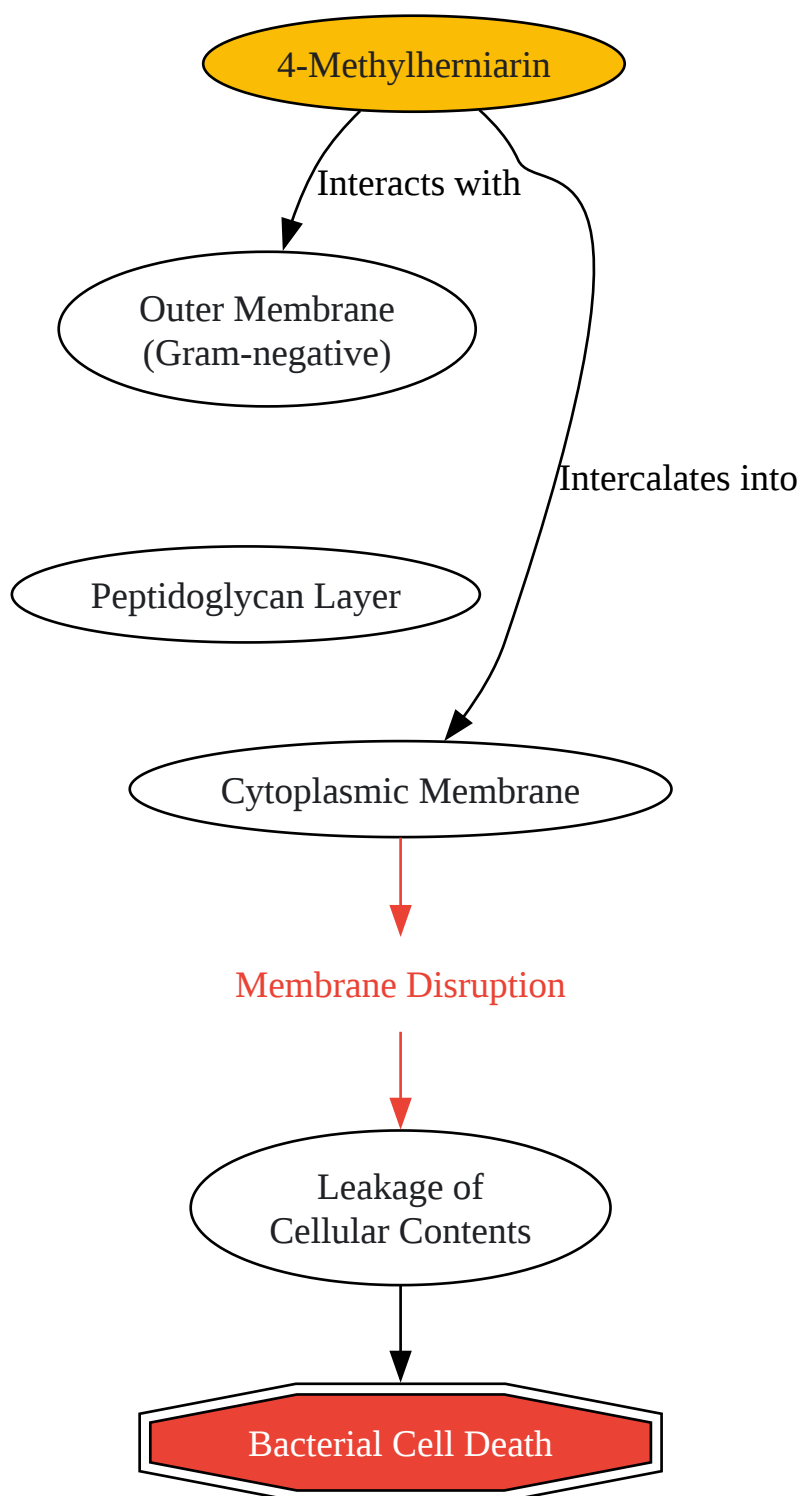 4-Methylherniarin
Interacts with
Outer Membrane
(Gram-negative)
Intercalates into
Peptidoglycan Layer
Cytoplasmic Membrane
Membrane Disruption
Leakage of
Cellular Contents
Bacterial Cell Death